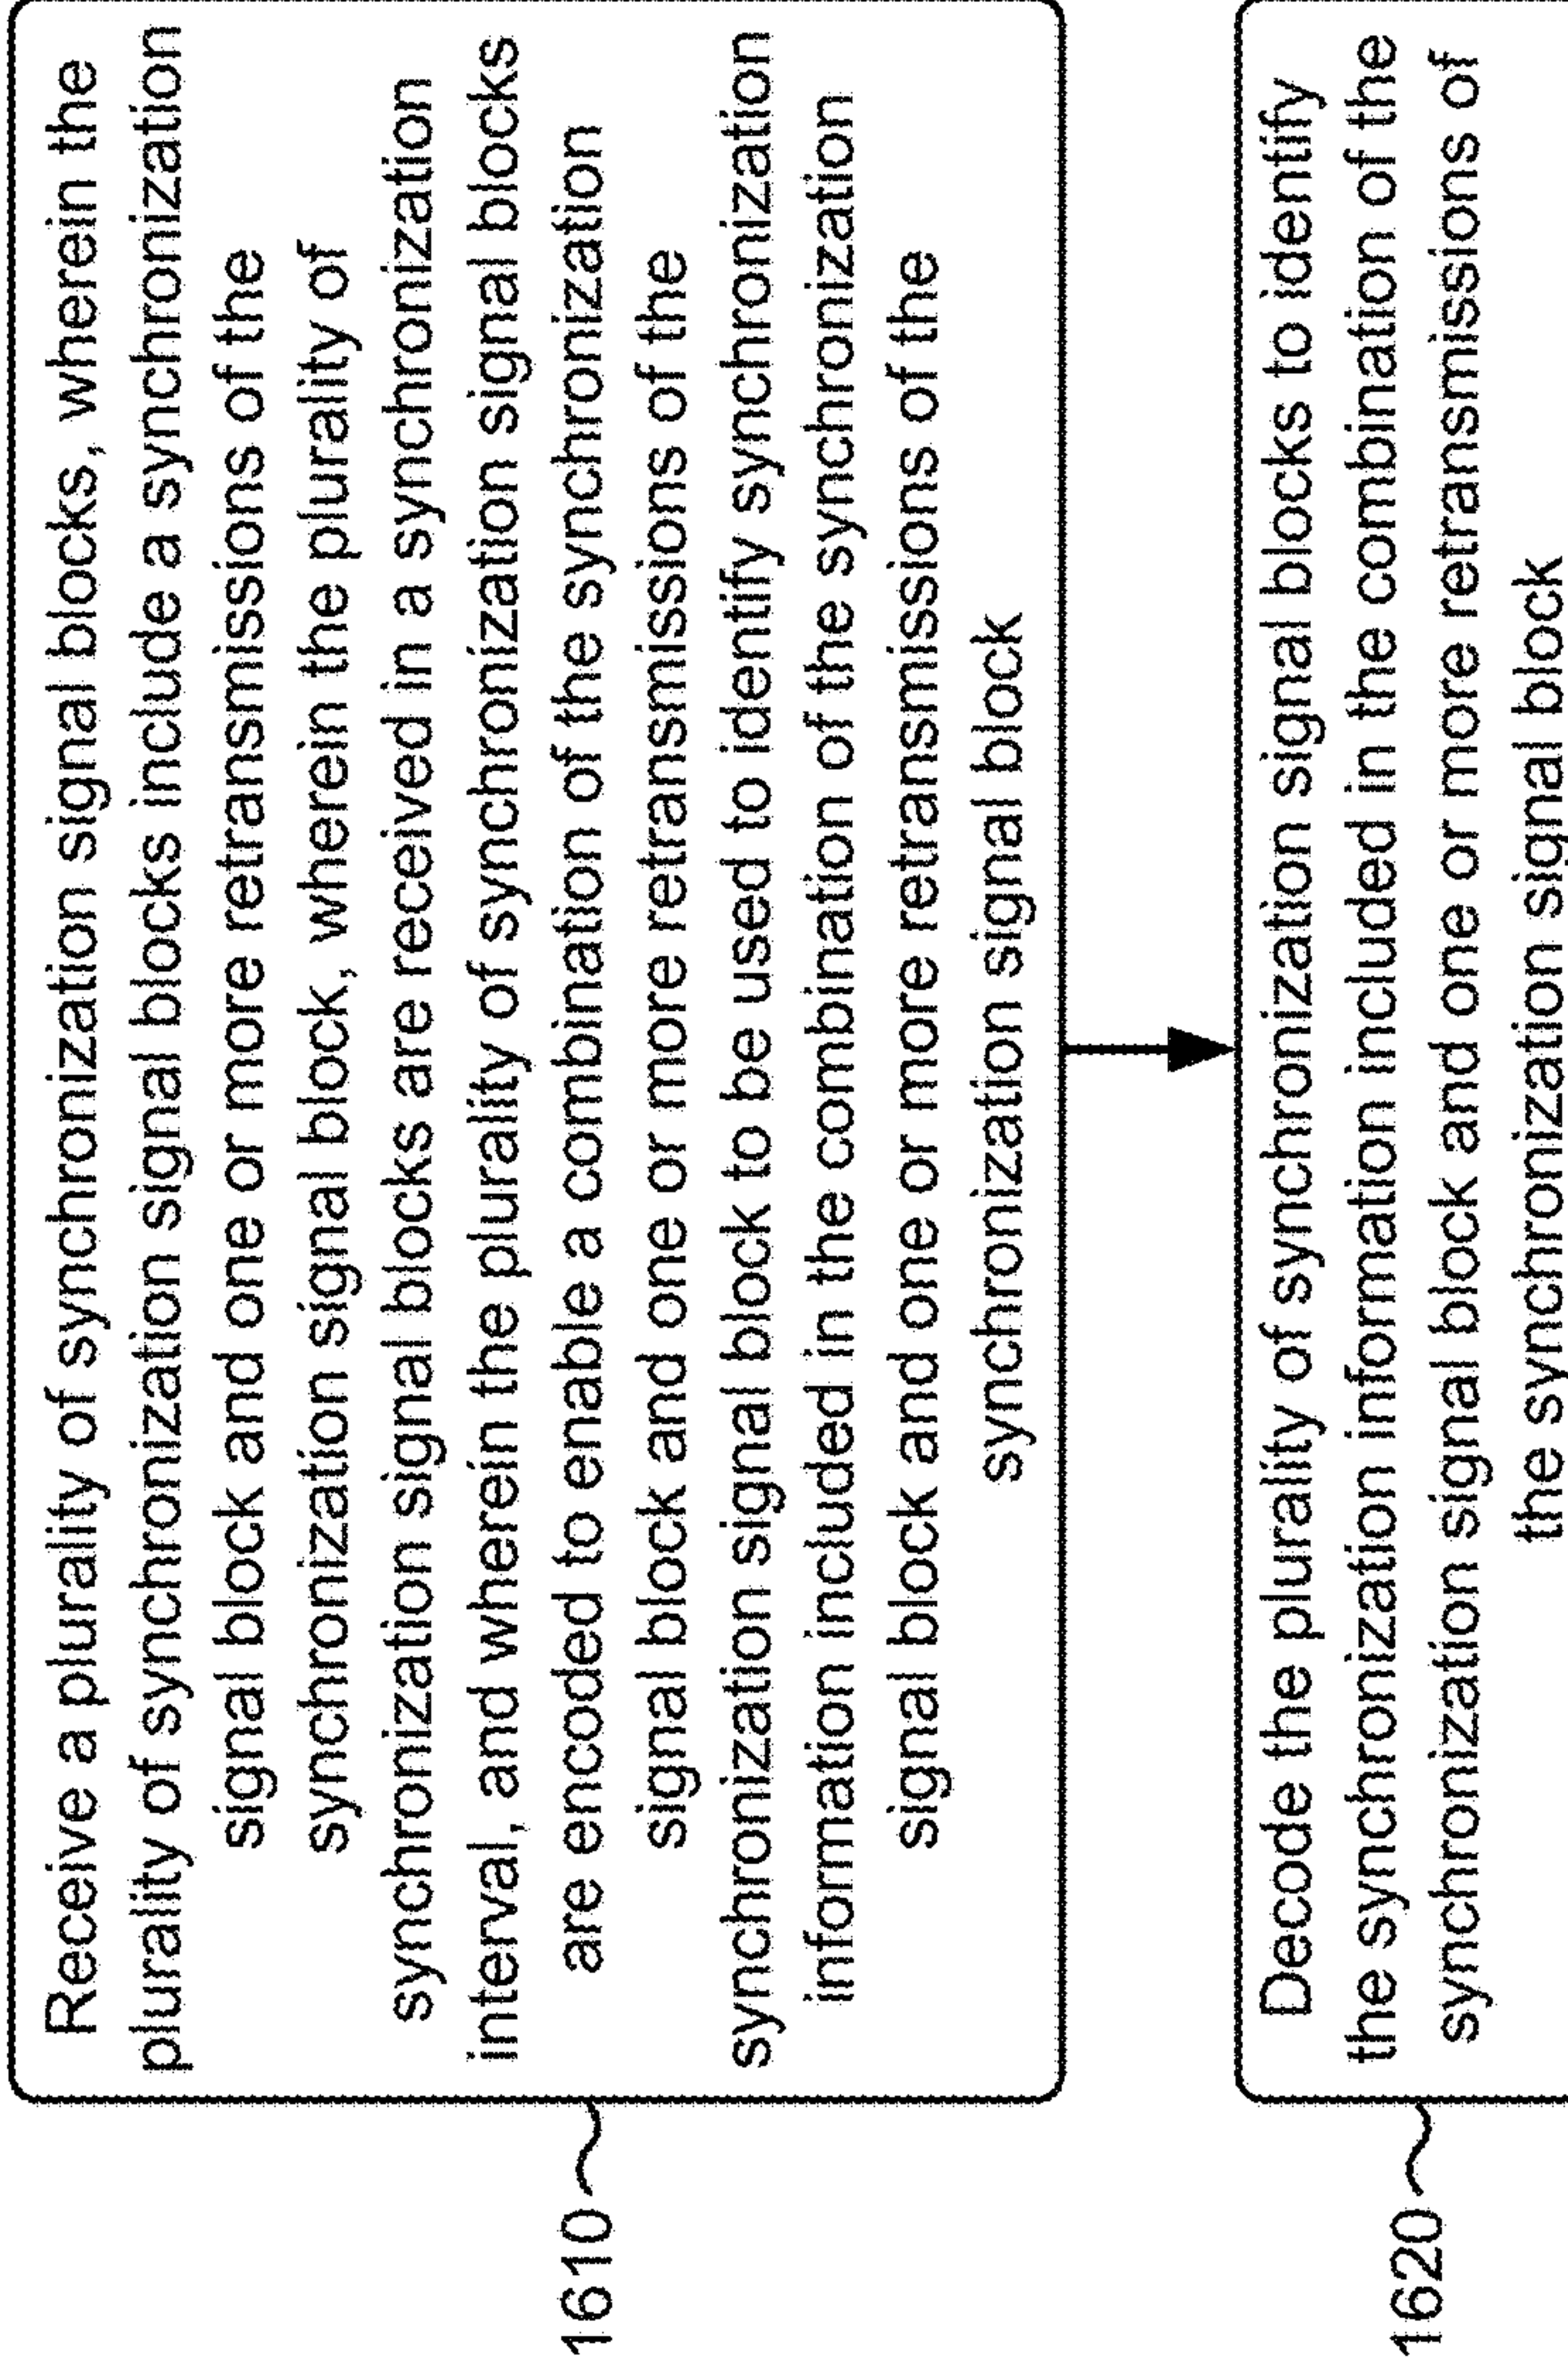 Receive a plurality of synchronization signal blocks, wherein the
plurality of synchronization signal blocks include a synchronization
signal block and one or more retransmissions of the
synchronization signal block, wherein the plurality of
synchronization signal blocks are received in a synchronization
interval, and wherein the plurality of synchronization signal blocks
are encoded to enable a combination of the synchronization
signal block and one or more retransmissions of the
synchronization signal block to be used to identify synchronization
information included in the combination of the synchronization
signal block and one or more retransmissions of the
synchronization signal block
1610
Decode the plurality of synchronization signal blocks to identify
the synchronization information included in the combination of the
synchronization signal block and one or more retransmissions of
the synchronization signal block
1620